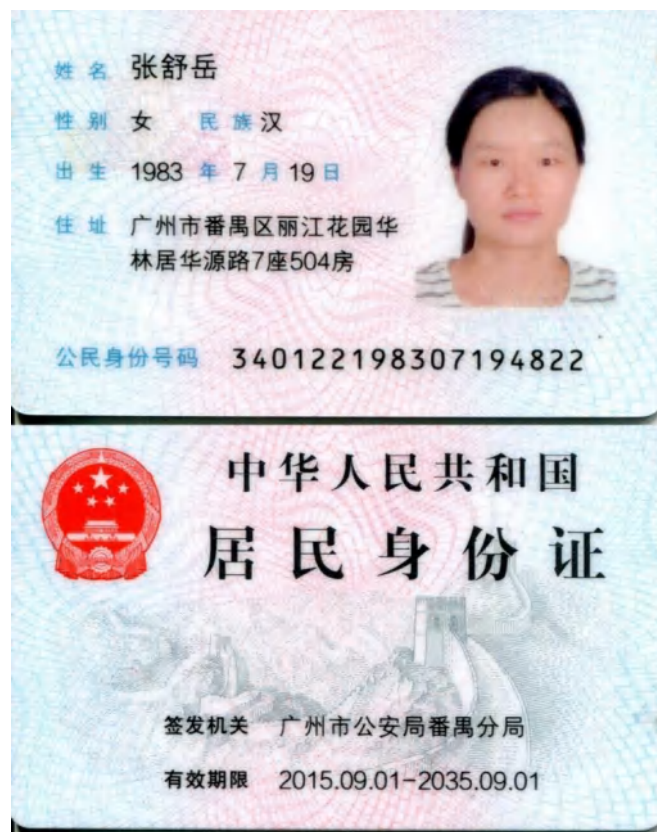 姓名 张舒岳
性别 女 民族 汉
出生 1983 年 7 月 19 日
住址 广州市番禺区丽江花园华
林居华源路7座504房
公民身份号码 340122198307194822
中华人民共和国
居民身份证
签发机关 广州市公安局番禺分局
有效期限 2015.09.01-2035.09.01